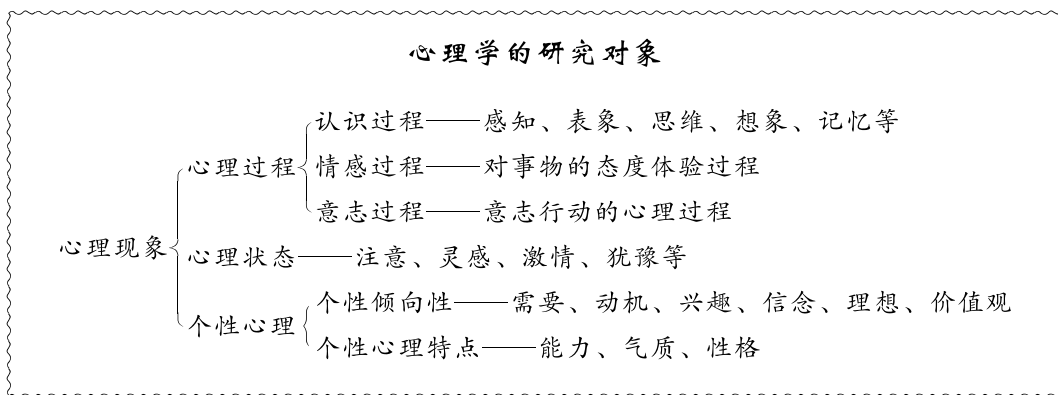 心理学的研究对象
认识过程——感知、表象、思维、想象、记忆等
心理过程
情感过程——对事物的态度体验过程
意志过程——意志行动的心理过程
心理现象
心理状态——注意、灵感、激情、犹豫等
个性倾向性——需要、动机、兴趣、信念、理想、价值观
个性心理
个性心理特点——能力、气质、性格